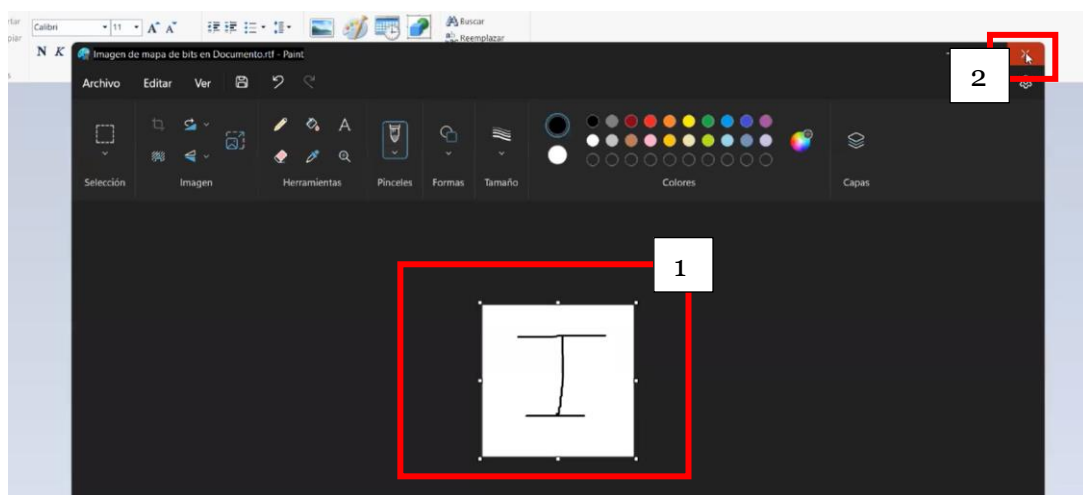 Calibri 11 A A Buscar
Reemplazar
N K
Imagen de mapa de bits en Documento.rtf - Paint
2
Archivo Editar Ver
A
Selección Imagen Herramientas Pinceles Formas Tamaño Colores Capas
1